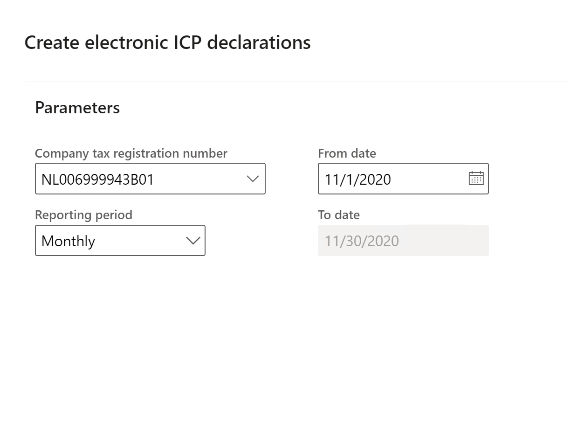 Create electronic ICP declarations
Parameters
Company tax registration number
NL006999943B01
From date
11/1/2020
Reporting period
Monthly
To date
11/30/2020